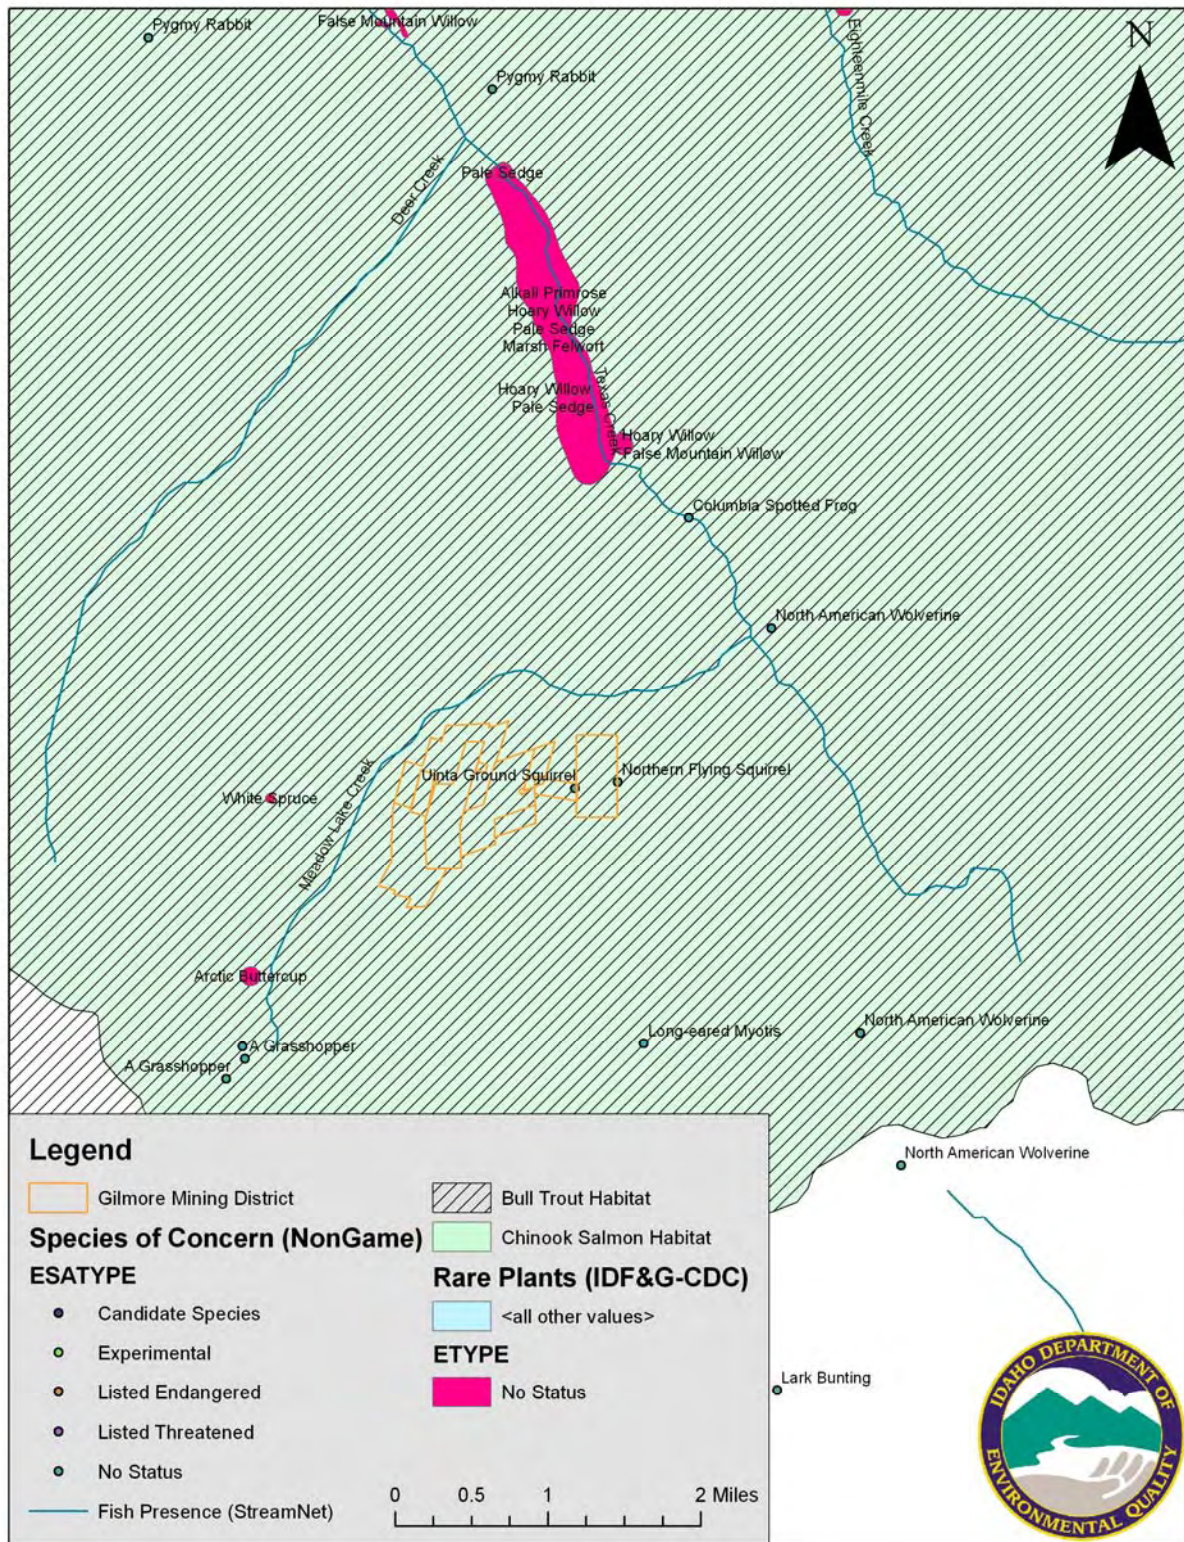 False Mountain Willow
Pygmy Rabbit
N
Eighteenmile Creek
Pygmy Rabbit
Pale Sedge
Deer Creek
Alkali Primrose
Hoary Willow
Pale Sedge
Marsh Felwort
Texas Creek
Hoary Willow
Pale Sedge
Hoary Willow
False Mountain Willow
Columbia Spotted Frog
North American Wolverine
Uinta Ground Squirrel
Northern Flying Squirrel
White Spruce
Meadow Lake Creek
Arctic Buttercup
A Grasshopper
A Grasshopper
Long-eared Myotis
North American Wolverine
North American Wolverine
Lark Bunting
Legend
Gilmore Mining District
Species of Concern (NonGame)
ESATYPE
Candidate Species
Experimental
Listed Endangered
Listed Threatened
No Status
Fish Presence (StreamNet)
Bull Trout Habitat
Chinook Salmon Habitat
Rare Plants (IDF&G-CDC)
<all other values>
ETYPE
No Status
0 0.5 1 2 Miles
IDAHO DEPARTMENT OF
ENVIRONMENTAL QUALITY